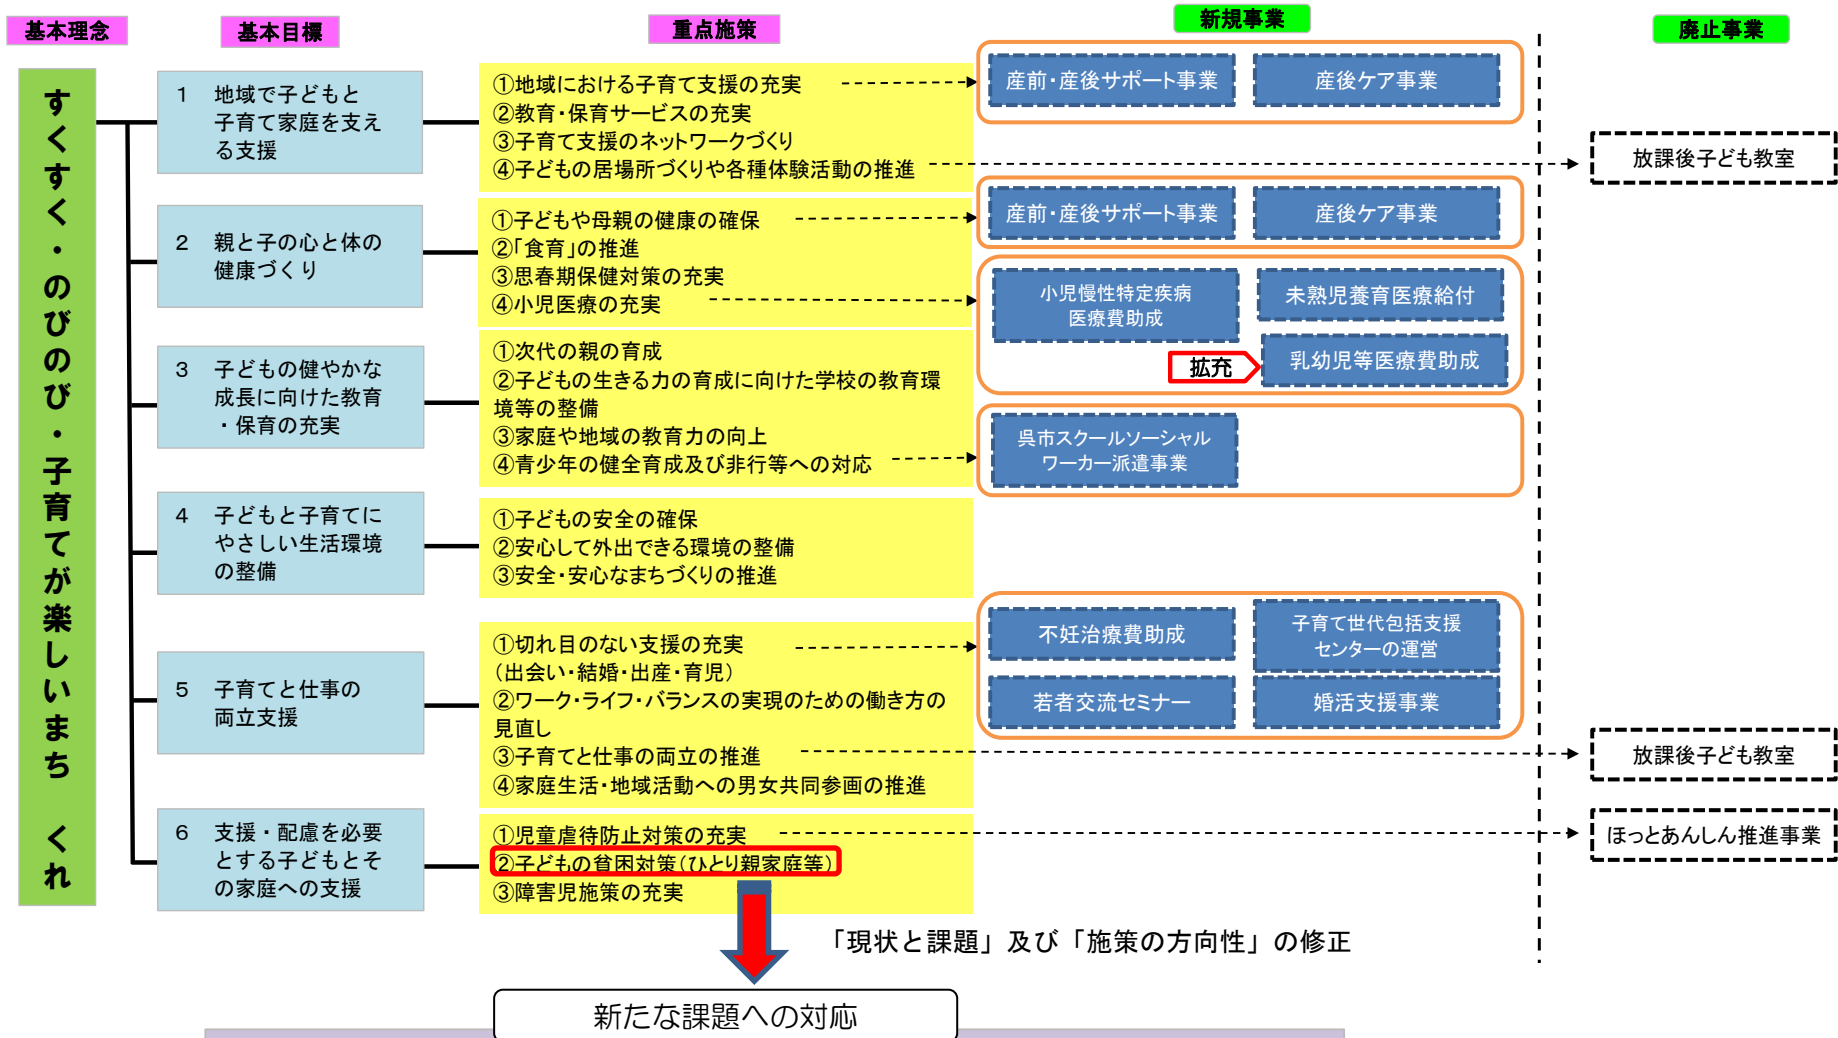 基本理念
基本目標
重点施策
新規事業
廃止事業
すくすく・のびのび・子育てが楽しいまち　くれ
1　地域で子どもと
子育て家庭を支え
る支援
①地域における子育て支援の充実
②教育・保育サービスの充実
③子育て支援のネットワークづくり
④子どもの居場所づくりや各種体験活動の推進
産前・産後サポート事業
産後ケア事業
放課後子ども教室
2　親と子の心と体の
健康づくり
①子どもや母親の健康の確保
②「食育」の推進
③思春期保健対策の充実
④小児医療の充実
産前・産後サポート事業
産後ケア事業
小児慢性特定疾病
医療費助成
未熟児養育医療給付
拡充
乳幼児等医療費助成
3　子どもの健やかな
成長に向けた教育
・保育の充実
①次代の親の育成
②子どもの生きる力の育成に向けた学校の教育環
境等の整備
③家庭や地域の教育力の向上
④青少年の健全育成及び非行等への対応
呉市スクールソーシャル
ワーカー派遣事業
4　子どもと子育てに
やさしい生活環境
の整備
①子どもの安全の確保
②安心して外出できる環境の整備
③安全・安心なまちづくりの推進
5　子育てと仕事の
両立支援
①切れ目のない支援の充実
（出会い・結婚・出産・育児）
②ワーク・ライフ・バランスの実現のための働き方の
見直し
③子育てと仕事の両立の推進
④家庭生活・地域活動への男女共同参画の推進
不妊治療費助成
子育て世代包括支援
センターの運営
若者交流セミナー
婚活支援事業
放課後子ども教室
6　支援・配慮を必要
とする子どもとそ
の家庭への支援
①児童虐待防止対策の充実
②子どもの貧困対策（ひとり親家庭等）
③障害児施策の充実
ほっとあんしん推進事業
「現状と課題」及び「施策の方向性」の修正
新たな課題への対応